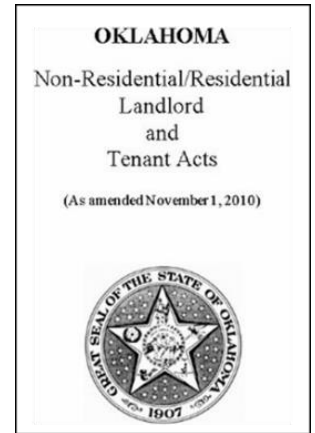 OKLAHOMA
Non-Residential/Residential
Landlord
and
Tenant Acts
(As amended November 1, 2010)
GREAT SEAL OF THE STATE OF OKLAHOMA
1907